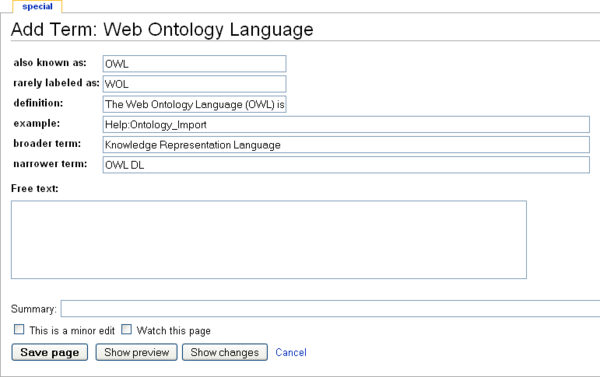 special
Add Term: Web Ontology Language
also known as: OWL
rarely labeled as: WOL
definition: The Web Ontology Language (OWL) is
example: Help:Ontology_Import
broader term: Knowledge Representation Language
narrower term: OWL DL
Free text:
Summary:
This is a minor edit Watch this page
Save page Show preview Show changes Cancel